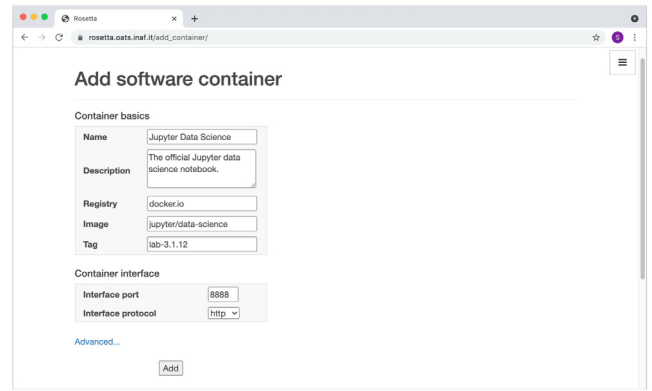 Rosetta
rosetta.oats.inaf.it/add_container/
S
Add software container
Container basics
Name Jupyter Data Science
Description The official Jupyter data
science notebook.
Registry docker.io
Image jupyter/data-science
Tag lab-3.1.12
Container interface
Interface port 8888
Interface protocol http
Advanced...
Add